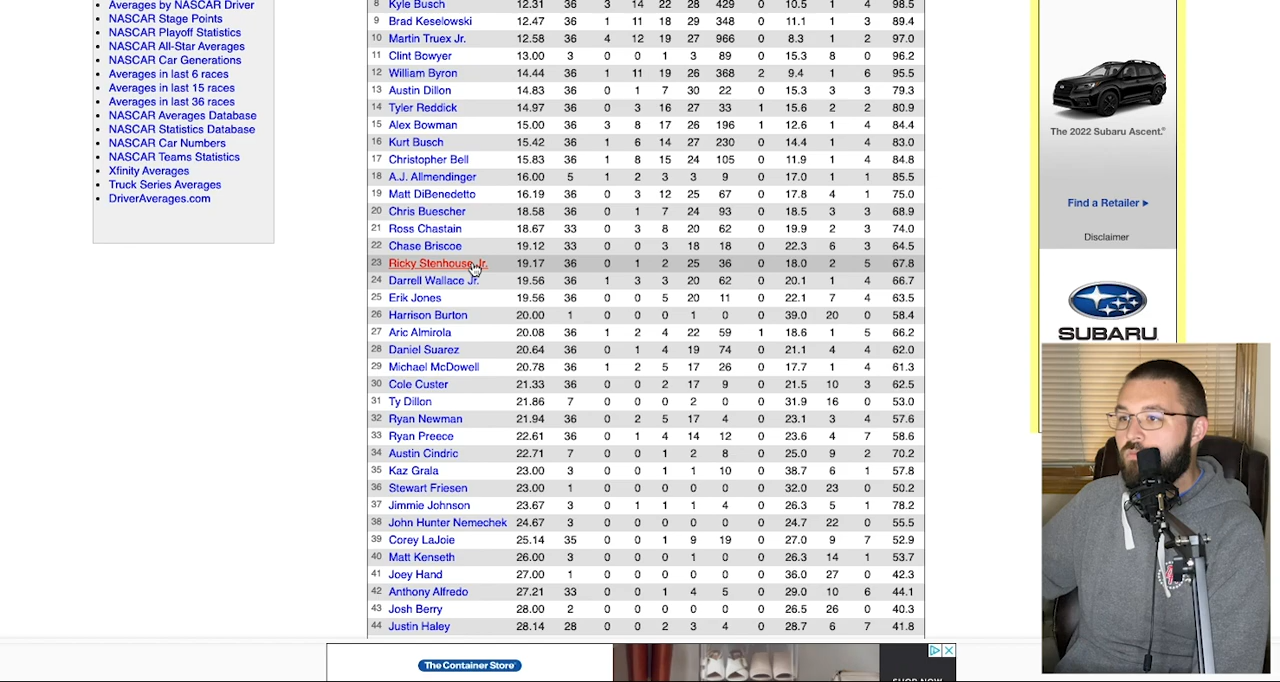 Averages by NASCAR Driver
NASCAR Stage Points
NASCAR Playoff Statistics
NASCAR All-Star Averages
NASCAR Car Generations
Averages in last 6 races
Averages in last 15 races
Averages in last 36 races
NASCAR Averages Database
NASCAR Statistics Database
NASCAR Car Numbers
NASCAR Teams Statistics
Xfinity Averages
Truck Series Averages
DriverAverages.com
8 Kyle Busch 12.31 36 3 14 22 28 429 0 10.5 1 4 98.5
9 Brad Keselowski 12.47 36 1 11 18 29 348 0 11.1 1 3 89.4
10 Martin Truex Jr. 12.58 36 4 12 19 27 966 0 8.3 1 2 97.0
11 Clint Bowyer 13.00 3 0 0 1 3 89 0 15.3 8 0 96.2
12 William Byron 14.44 36 1 11 19 26 368 2 9.4 1 6 95.5
13 Austin Dillon 14.83 36 0 1 7 30 22 0 15.3 3 3 79.3
14 Tyler Reddick 14.97 36 0 3 16 27 33 1 15.6 2 2 80.9
15 Alex Bowman 15.00 36 3 8 17 26 196 1 12.6 1 4 84.4
16 Kurt Busch 15.42 36 1 6 14 27 230 0 14.4 1 4 83.0
17 Christopher Bell 15.83 36 1 8 15 24 105 0 11.9 1 4 84.8
18 A.J. Allmendinger 16.00 5 1 2 3 3 9 0 17.0 1 1 85.5
19 Matt DiBenedetto 16.19 36 0 3 12 25 67 0 17.8 4 1 75.0
20 Chris Buescher 18.58 36 0 1 7 24 93 0 18.5 3 3 68.9
21 Ross Chastain 18.67 33 0 3 8 20 62 0 19.9 2 3 74.0
22 Chase Briscoe 19.12 33 0 0 3 18 18 0 22.3 6 3 64.5
23 Ricky Stenhouse Jr. 19.17 36 0 1 2 25 36 0 18.0 2 5 67.8
24 Darrell Wallace Jr. 19.56 36 1 3 3 20 62 0 20.1 1 4 66.7
25 Erik Jones 19.56 36 0 0 5 20 11 0 22.1 7 4 63.5
26 Harrison Burton 20.00 1 0 0 0 1 0 0 39.0 20 0 58.4
27 Aric Almirola 20.08 36 1 2 4 22 59 1 18.6 1 5 66.2
28 Daniel Suarez 20.64 36 0 1 4 19 74 0 21.1 4 4 62.0
29 Michael McDowell 20.78 36 1 2 5 17 26 0 17.7 1 4 61.3
30 Cole Custer 21.33 36 0 0 2 17 9 0 21.5 10 3 62.5
31 Ty Dillon 21.86 7 0 0 0 2 0 0 31.9 16 0 53.0
32 Ryan Newman 21.94 36 0 2 5 17 4 0 23.1 3 4 57.6
33 Ryan Preece 22.61 36 0 1 4 14 12 0 23.6 4 7 58.6
34 Austin Cindric 22.71 7 0 0 1 2 8 0 25.0 9 2 70.2
35 Kaz Grala 23.00 3 0 0 1 1 10 0 38.7 6 1 57.8
36 Stewart Friesen 23.00 1 0 0 0 0 0 0 32.0 23 0 50.2
37 Jimmie Johnson 23.67 3 0 1 1 1 4 0 26.3 5 1 78.2
38 John Hunter Nemechek 24.67 3 0 0 0 0 0 0 24.7 22 0 55.5
39 Corey LaJoie 25.14 35 0 0 1 9 19 0 27.0 9 7 52.9
40 Matt Kenseth 26.00 3 0 0 0 1 0 0 26.3 14 1 53.7
41 Joey Hand 27.00 1 0 0 0 0 0 0 36.0 27 0 42.3
42 Anthony Alfredo 27.21 33 0 0 1 4 5 0 29.0 10 6 44.1
43 Josh Berry 28.00 2 0 0 0 0 0 0 26.5 26 0 40.3
44 Justin Haley 28.14 28 0 0 2 3 4 0 28.7 6 7 41.8
The 2022 Subaru Ascent.®
Find a Retailer ▸
Disclaimer
SUBARU
The Container Store®
SHOP NOW